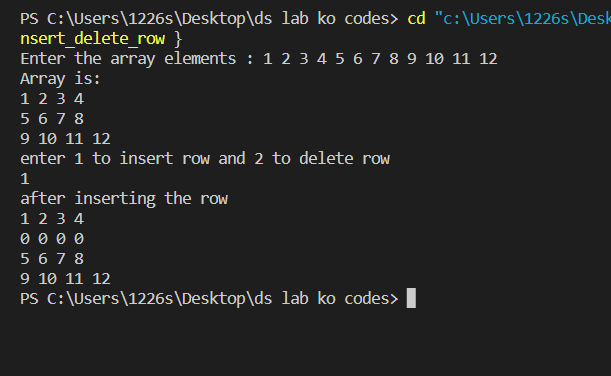 PS C:\Users\1226s\Desktop\ds lab ko codes> cd "c:\Users\1226s\Desk
nsert_delete_row }
Enter the array elements : 1 2 3 4 5 6 7 8 9 10 11 12
Array is:
1 2 3 4
5 6 7 8
9 10 11 12
enter 1 to insert row and 2 to delete row
1
after inserting the row
1 2 3 4
0 0 0 0
5 6 7 8
9 10 11 12
PS C:\Users\1226s\Desktop\ds lab ko codes>